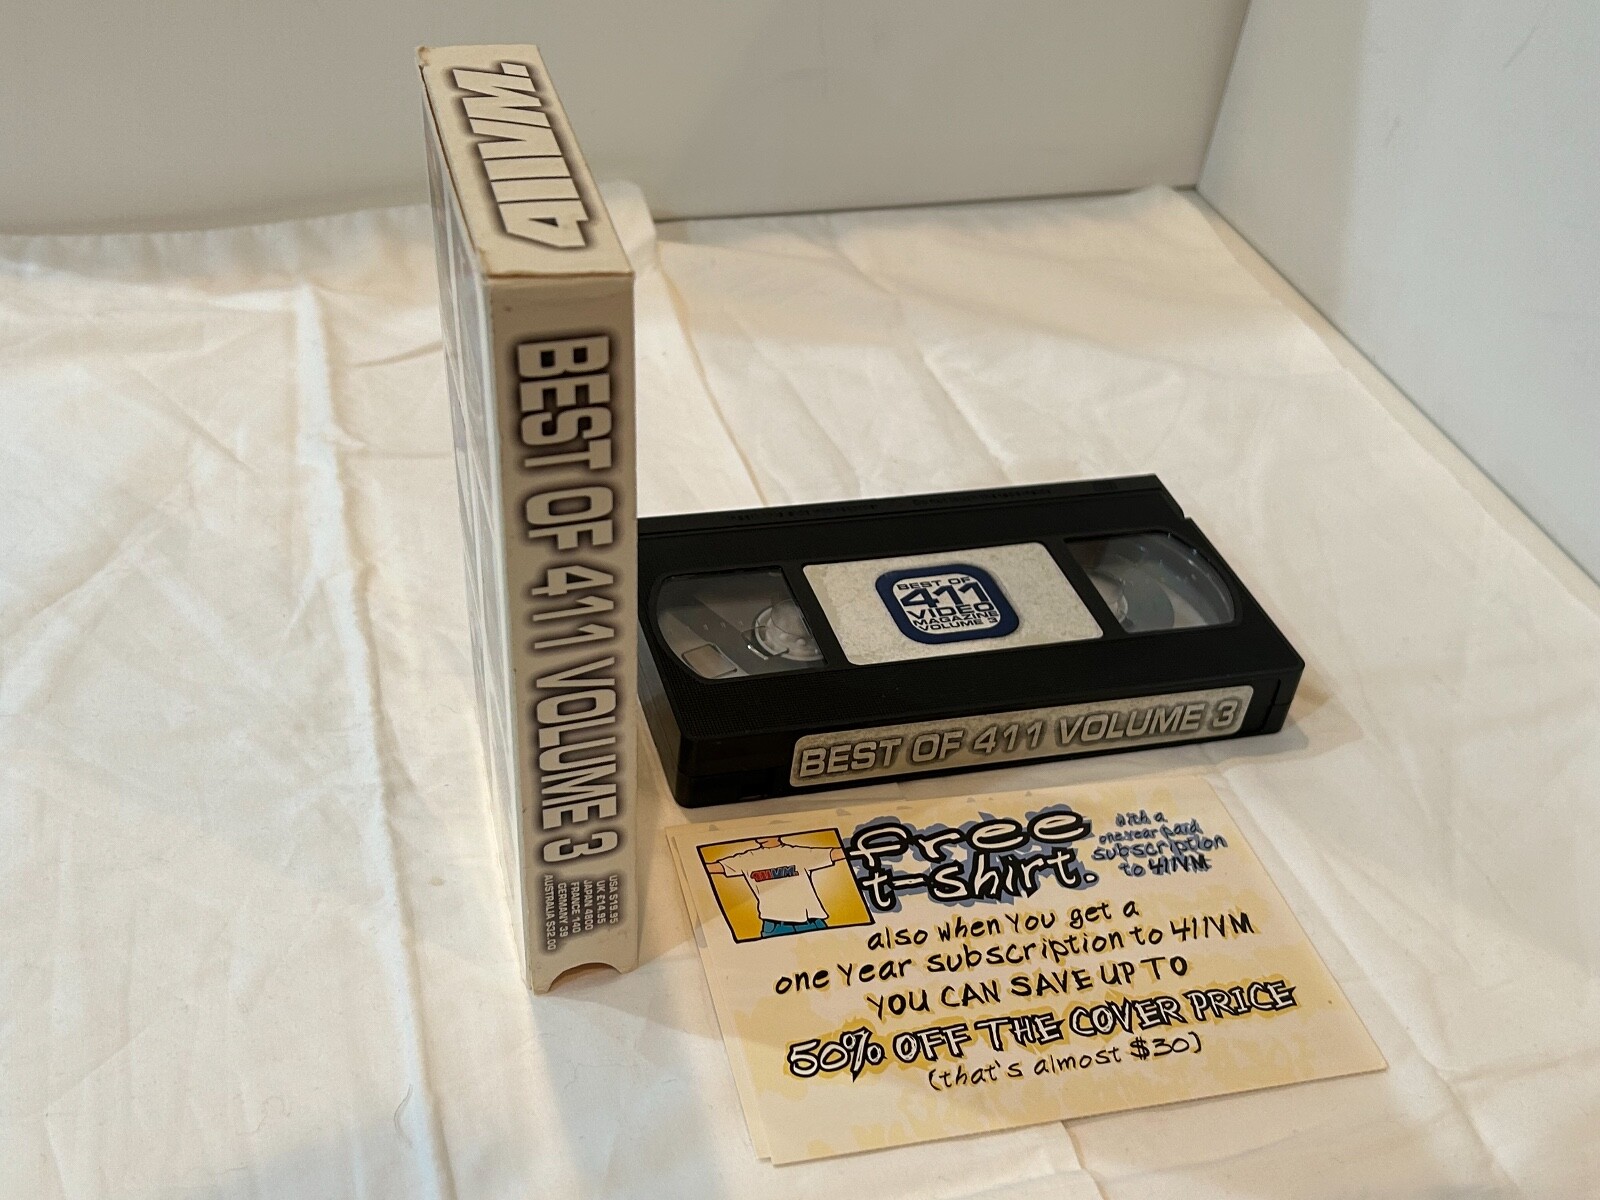 411VM.
BEST OF 411 VOLUME 3
USA $19.95
UK £14.95
JAPAN 4800
FRANCE 140
GERMANY 39
AUSTRALIA $32.00
BEST OF
411
VIDEO
MAGAZINE
VOLUME 3
BEST OF 411 VOLUME 3
411VM.
free
t-shirt.
with a
one year paid
subscription
to 411VM
also when you get a
one year subscription to 411VM
YOU CAN SAVE UP TO
50% OFF THE COVER PRICE
(that's almost $30)